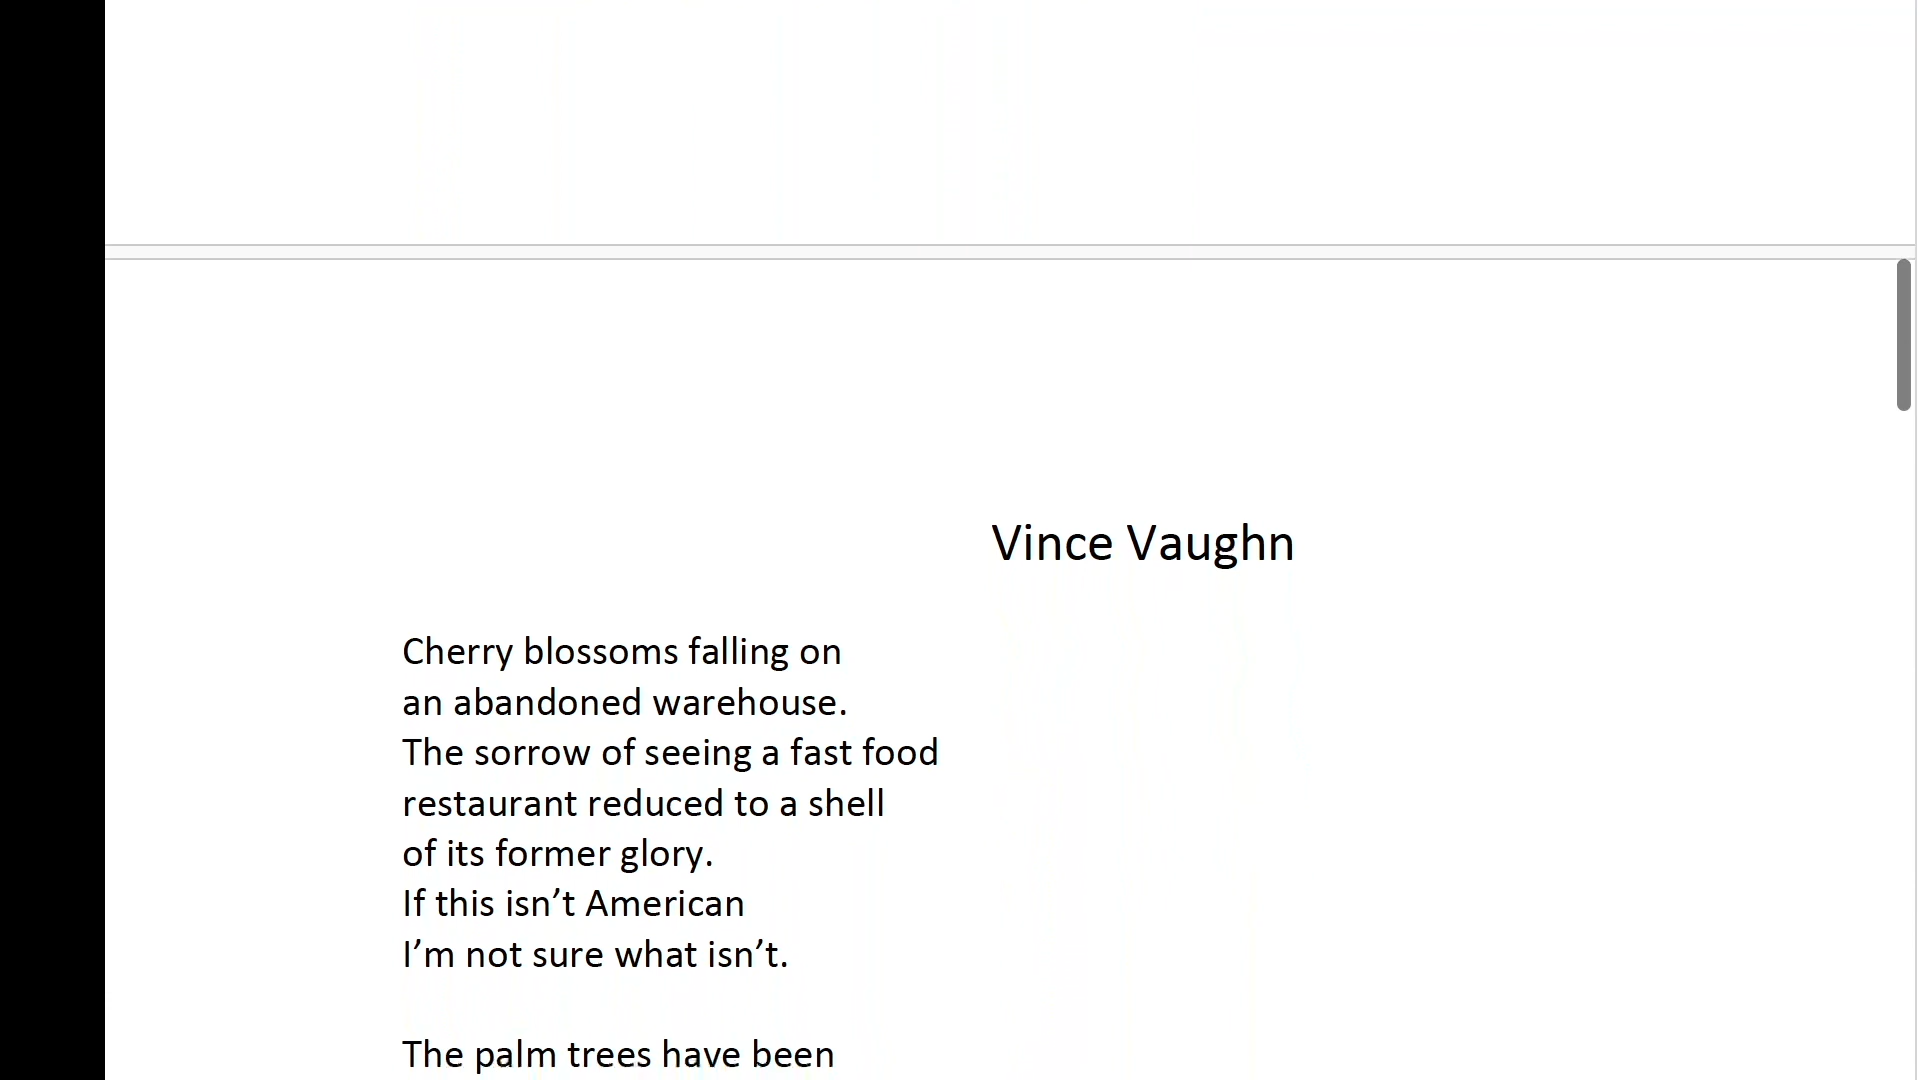 Vince Vaughn
Cherry blossoms falling on
an abandoned warehouse.
The sorrow of seeing a fast food
restaurant reduced to a shell
of its former glory.
If this isn’t American
I’m not sure what isn’t.
The palm trees have been